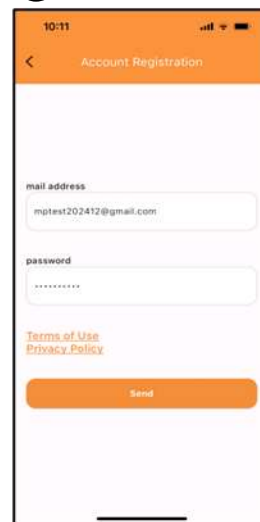 10:11
Account Registration
mail address
mptest202412@gmail.com
password
••••••••••
Terms of Use
Privacy Policy
Send